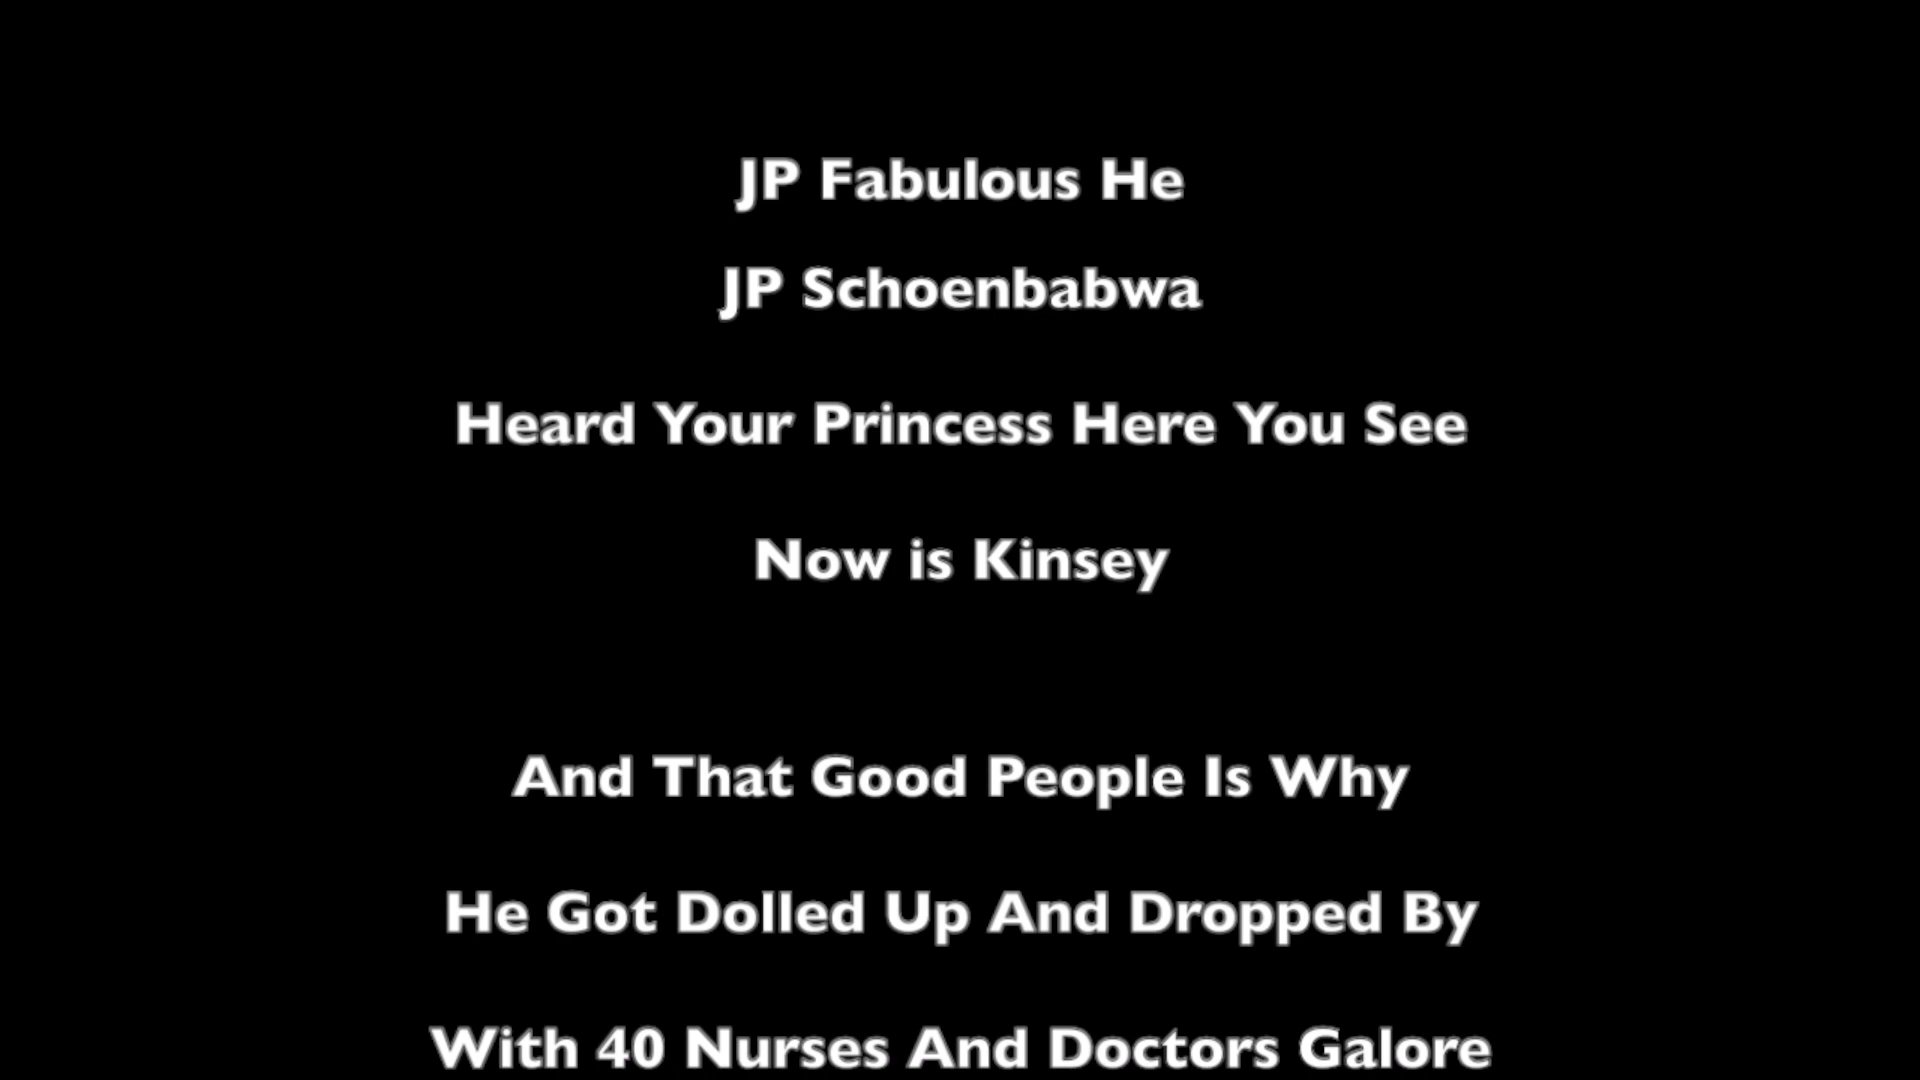 JP Fabulous He
JP Schoenbabwa
Heard Your Princess Here You See
Now is Kinsey
And That Good People Is Why
He Got Dolled Up And Dropped By
With 40 Nurses And Doctors Galore